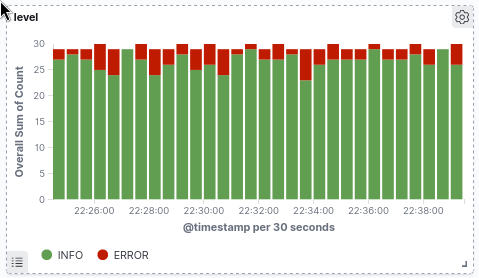 level
Overall Sum of Count
30
25
20
15
10
5
0
22:26:00 22:28:00 22:30:00 22:32:00 22:34:00 22:36:00 22:38:00
@timestamp per 30 seconds
INFO ERROR